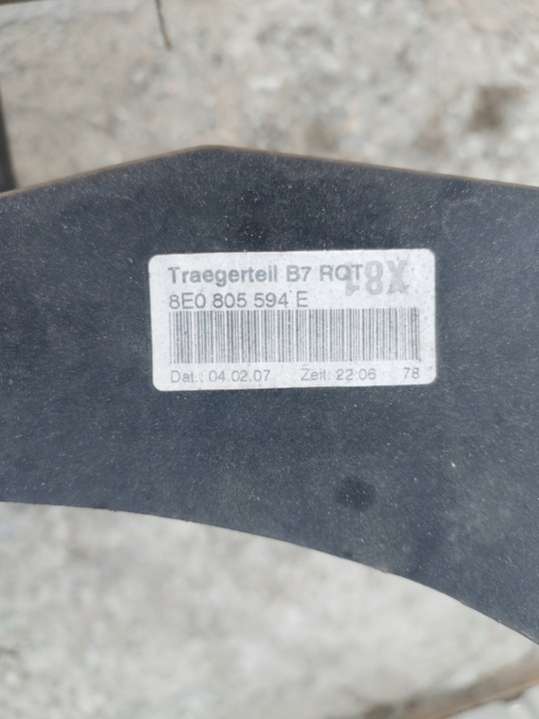 Traegerteil B7 RQT
8E0 805 594 E
Dat.: 04.02.07 Zeit: 22:06 78